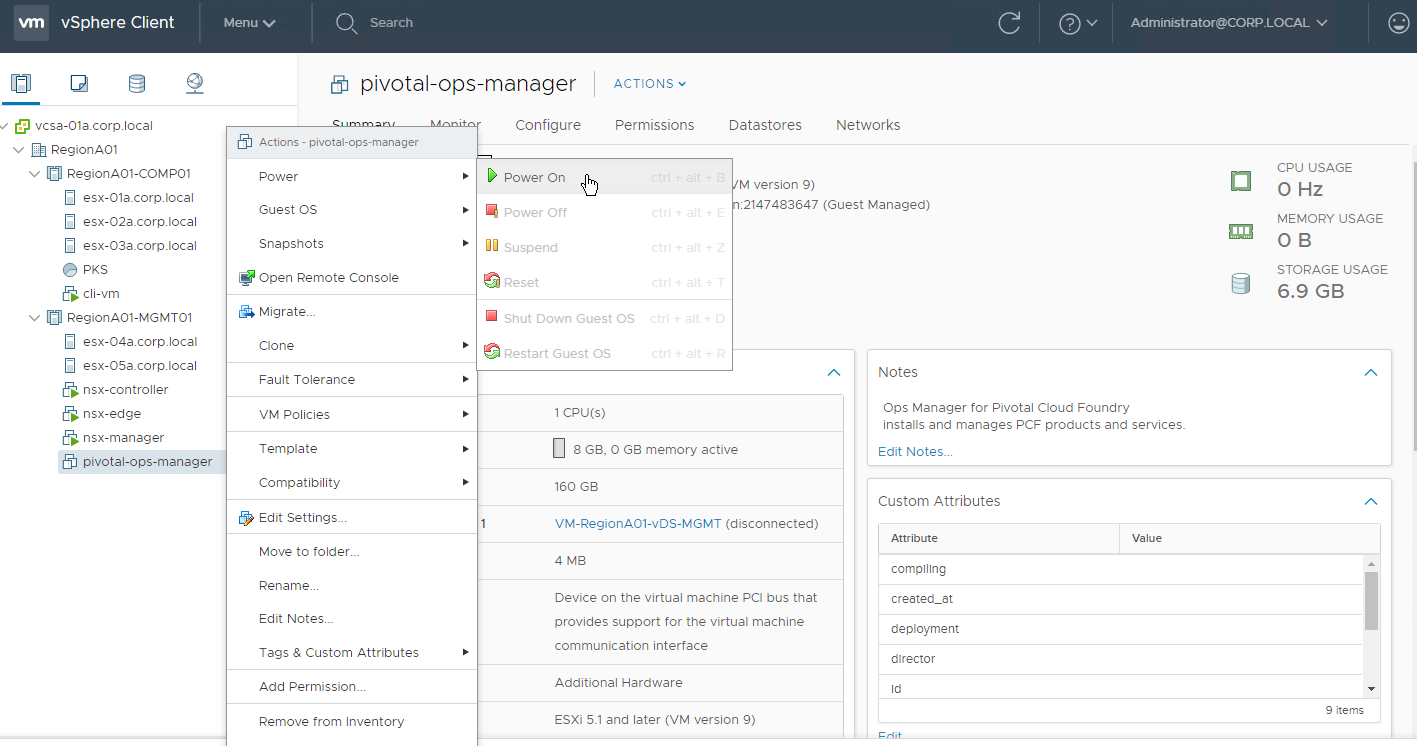 vm vSphere Client Menu Search Administrator@CORP.LOCAL
vcsa-01a.corp.local
RegionA01
RegionA01-COMP01
esx-01a.corp.local
esx-02a.corp.local
esx-03a.corp.local
PKS
cli-vm
RegionA01-MGMT01
esx-04a.corp.local
esx-05a.corp.local
nsx-controller
nsx-edge
nsx-manager
pivotal-ops-manager
pivotal-ops-manager ACTIONS
Summary Monitor Configure Permissions Datastores Networks
Actions - pivotal-ops-manager
Power
Guest OS
Snapshots
Open Remote Console
Migrate...
Clone
Fault Tolerance
VM Policies
Template
Compatibility
Edit Settings...
Move to folder...
Rename...
Edit Notes...
Tags & Custom Attributes
Add Permission...
Remove from Inventory
Power On ctrl + alt + B
Power Off ctrl + alt + E
Suspend ctrl + alt + Z
Reset ctrl + alt + T
Shut Down Guest OS ctrl + alt + D
Restart Guest OS ctrl + alt + R
VM version 9)
n:2147483647 (Guest Managed)
CPU USAGE
0 Hz
MEMORY USAGE
0 B
STORAGE USAGE
6.9 GB
1 CPU(s)
8 GB, 0 GB memory active
160 GB
1 VM-RegionA01-vDS-MGMT (disconnected)
4 MB
Device on the virtual machine PCI bus that
provides support for the virtual machine
communication interface
Additional Hardware
ESXi 5.1 and later (VM version 9)
Notes
Ops Manager for Pivotal Cloud Foundry
installs and manages PCF products and services.
Edit Notes...
Custom Attributes
Attribute Value
compiling
created_at
deployment
director
id
9 items
Edit...